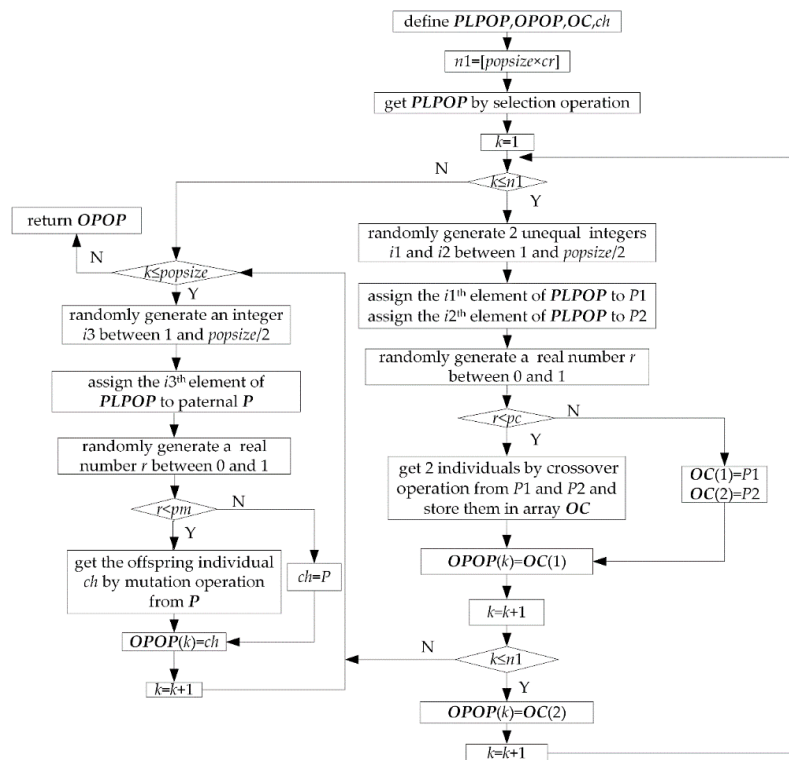 define PLPOP,OPOP,OC,ch
n1=[popsize×cr]
get PLPOP by selection operation
k=1
N
k≤n1
Y
return OPOP
N
k≤popsize
Y
randomly generate an integer
i3 between 1 and popsize/2
assign the i3th element of
PLPOP to paternal P
randomly generate a real
number r between 0 and 1
r<pm
N
Y
get the offspring individual
ch by mutation operation
from P
ch=P
OPOP(k)=ch
k=k+1
randomly generate 2 unequal integers
i1 and i2 between 1 and popsize/2
assign the i1th element of PLPOP to P1
assign the i2th element of PLPOP to P2
randomly generate a real number r
between 0 and 1
r<pc
N
Y
get 2 individuals by crossover
operation from P1 and P2 and
store them in array OC
OC(1)=P1
OC(2)=P2
OPOP(k)=OC(1)
k=k+1
N
k≤n1
Y
OPOP(k)=OC(2)
k=k+1